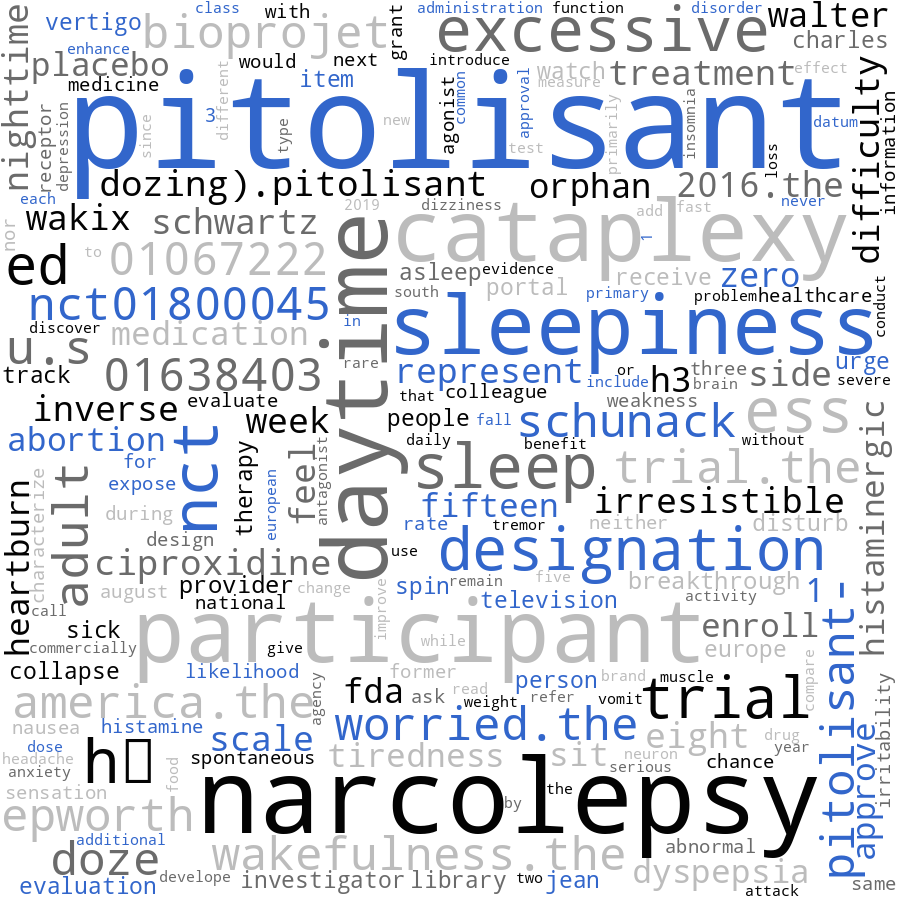 class administration function disorder
vertigo bioprojet with grant excessive walter
enhance charles
nighttime placebo would next introduce
medicine item different watch treatment effect
measure
pitolisant
receptor depression since 3 type new agonist common approval test primarily insomnia loss datum difficulty information
dozing).pitolisant orphan 2016.the
each never
wakix schwartz 2019 dizziness add fast
nor cataplexy
ed to 01067222 daytime 1
asleep evidence receive zero
portal
nct01800045 south primary problem healthcare conduct
discover in sleepiness
u.s medication
rare
track 01638403 represent or h3 three side urge
include brain severe
inverse evaluate that colleague weakness ess
week people fall schunack
abortion nct daily benefit without
for sleep trial.the histaminergic
expose therapy european feel antagonist
heartburn characterize adult during fifteen irresistible
rate tremor neither disturb
design use designation
ciproxidine
august provider change improve spin remain five breakthrough 1
national television activity pitolisant-
call participant enroll
sick
commercially give while europe
collapse likelihood former person brand muscle compare
agency ask read refer
america.the fda weight vomit trial irritability
nausea histamine worried.the eight drug
dose scale year approve
headache h spontaneous tiredness sit neuron chance
anxiety food serious
sensation the
epworth narcolepsy
by
additional
doze wakefulness.the abnormal
dyspepsia
evaluation develope investigator library two jean same
attack